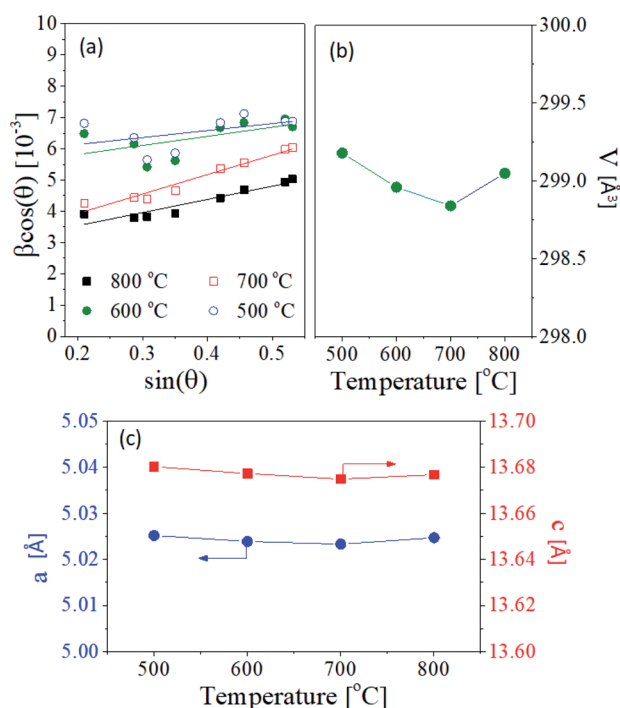 (a)
βcos(θ) [10⁻³]
10
9
8
7
6
5
4
3
2
1
0
800 °C
700 °C
600 °C
500 °C
0.2
0.3
0.4
0.5
sin(θ)
(b)
300.0
299.5
299.0
298.5
298.0
V [Å³]
500
600
700
800
Temperature [°C]
(c)
a [Å]
5.05
5.04
5.03
5.02
5.01
5.00
13.70
13.68
13.66
13.64
13.62
13.60
c [Å]
500
600
700
800
Temperature [°C]